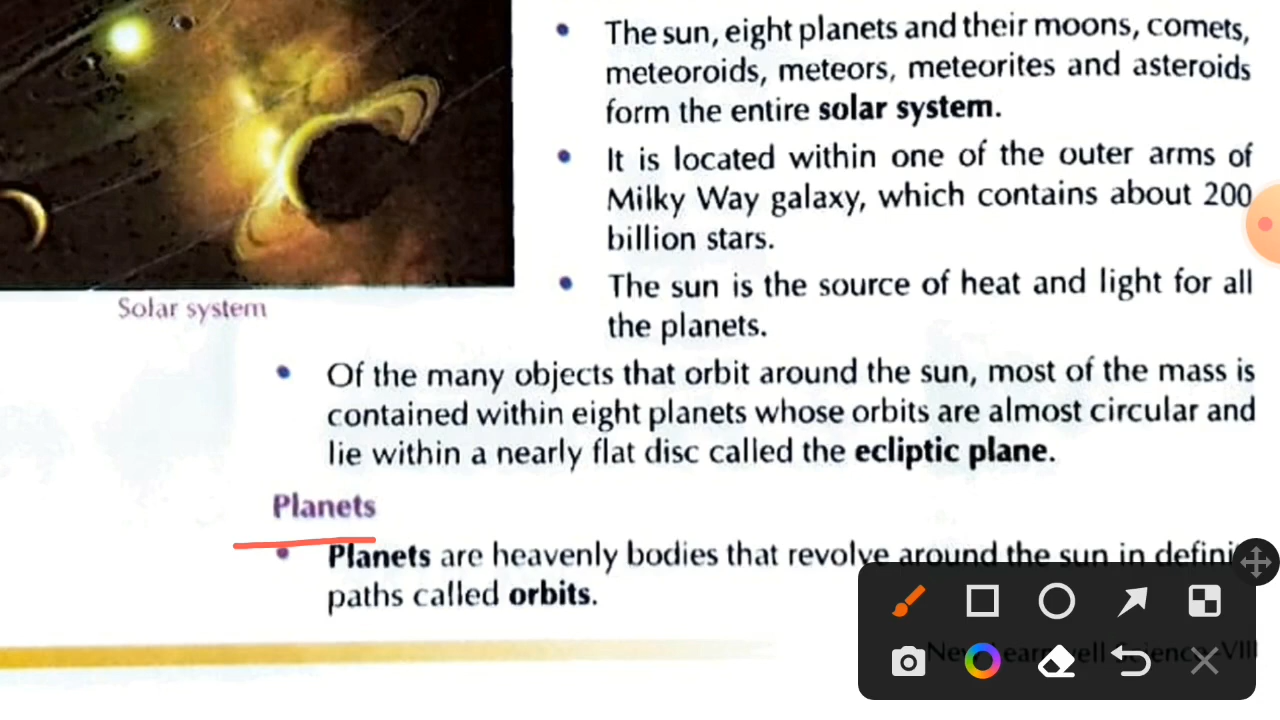 The sun, eight planets and their moons, comets,
meteoroids, meteors, meteorites and asteroids
form the entire solar system.
It is located within one of the outer arms of
Milky Way galaxy, which contains about 200
billion stars.
The sun is the source of heat and light for all
the planets.
Solar system
Of the many objects that orbit around the sun, most of the mass is
contained within eight planets whose orbits are almost circular and
lie within a nearly flat disc called the ecliptic plane.
Planets
Planets are heavenly bodies that revolve around the sun in
paths called orbits.